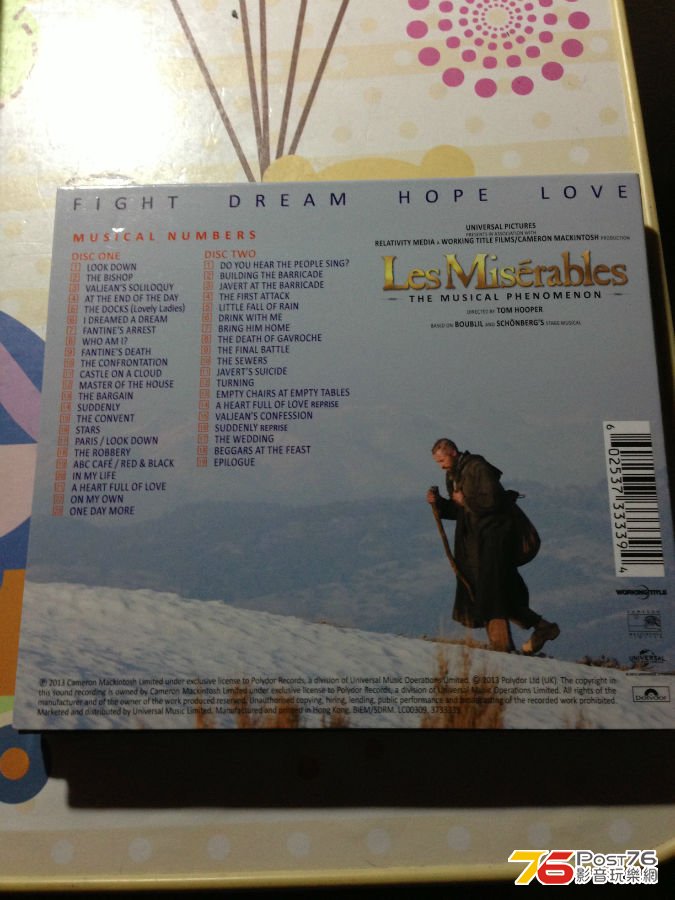 FIGHT DREAM HOPE LOVE
MUSICAL NUMBERS
DISC ONE
1 LOOK DOWN
2 THE BISHOP
3 VALJEAN'S SOLILOQUY
4 AT THE END OF THE DAY
5 THE DOCKS (Lovely Ladies)
6 I DREAMED A DREAM
7 FANTINE'S ARREST
8 WHO AM I?
9 FANTINE'S DEATH
10 THE CONFRONTATION
11 CASTLE ON A CLOUD
12 MASTER OF THE HOUSE
13 THE BARGAIN
14 SUDDENLY
15 THE CONVENT
16 STARS
17 PARIS / LOOK DOWN
18 THE ROBBERY
19 ABC CAFÉ / RED & BLACK
20 IN MY LIFE
21 A HEART FULL OF LOVE
22 ON MY OWN
23 ONE DAY MORE
DISC TWO
1 DO YOU HEAR THE PEOPLE SING?
2 BUILDING THE BARRICADE
3 JAVERT AT THE BARRICADE
4 THE FIRST ATTACK
5 LITTLE FALL OF RAIN
6 DRINK WITH ME
7 BRING HIM HOME
8 THE DEATH OF GAVROCHE
9 THE FINAL BATTLE
10 THE SEWERS
11 JAVERT'S SUICIDE
12 TURNING
13 EMPTY CHAIRS AT EMPTY TABLES
14 A HEART FULL OF LOVE REPRISE
15 VALJEAN'S CONFESSION
16 SUDDENLY REPRISE
17 THE WEDDING
18 BEGGARS AT THE FEAST
19 EPILOGUE
UNIVERSAL PICTURES
PRESENTS IN ASSOCIATION WITH
RELATIVITY MEDIA A WORKING TITLE FILMS/CAMERON MACKINTOSH PRODUCTION
Les Misérables
THE MUSICAL PHENOMENON
DIRECTED BY TOM HOOPER
BASED ON BOUBLIL AND SCHÖNBERG'S STAGE MUSICAL
6 02537 33339 4
WORKING TITLE
CAMERON
MACKINTOSH
UNIVERSAL
Polydor
℗ 2013 Cameron Mackintosh Limited under exclusive license to Polydor Records, a division of Universal Music Operations Limited. © 2013 Polydor Ltd (UK). The copyright in
this sound recording is owned by Cameron Mackintosh Limited under exclusive license to Polydor Records, a division of Universal Music Operations Limited. All rights of the
manufacturer and of the owner of the work produced reserved. Unauthorised copying, hiring, lending, public performance and broadcasting of the recorded work prohibited.
Marketed and distributed by Universal Music Limited. Manufactured and printed in Hong Kong. BIEM/SDRM. LC00309. 3733339
76 Post76
影音玩樂網